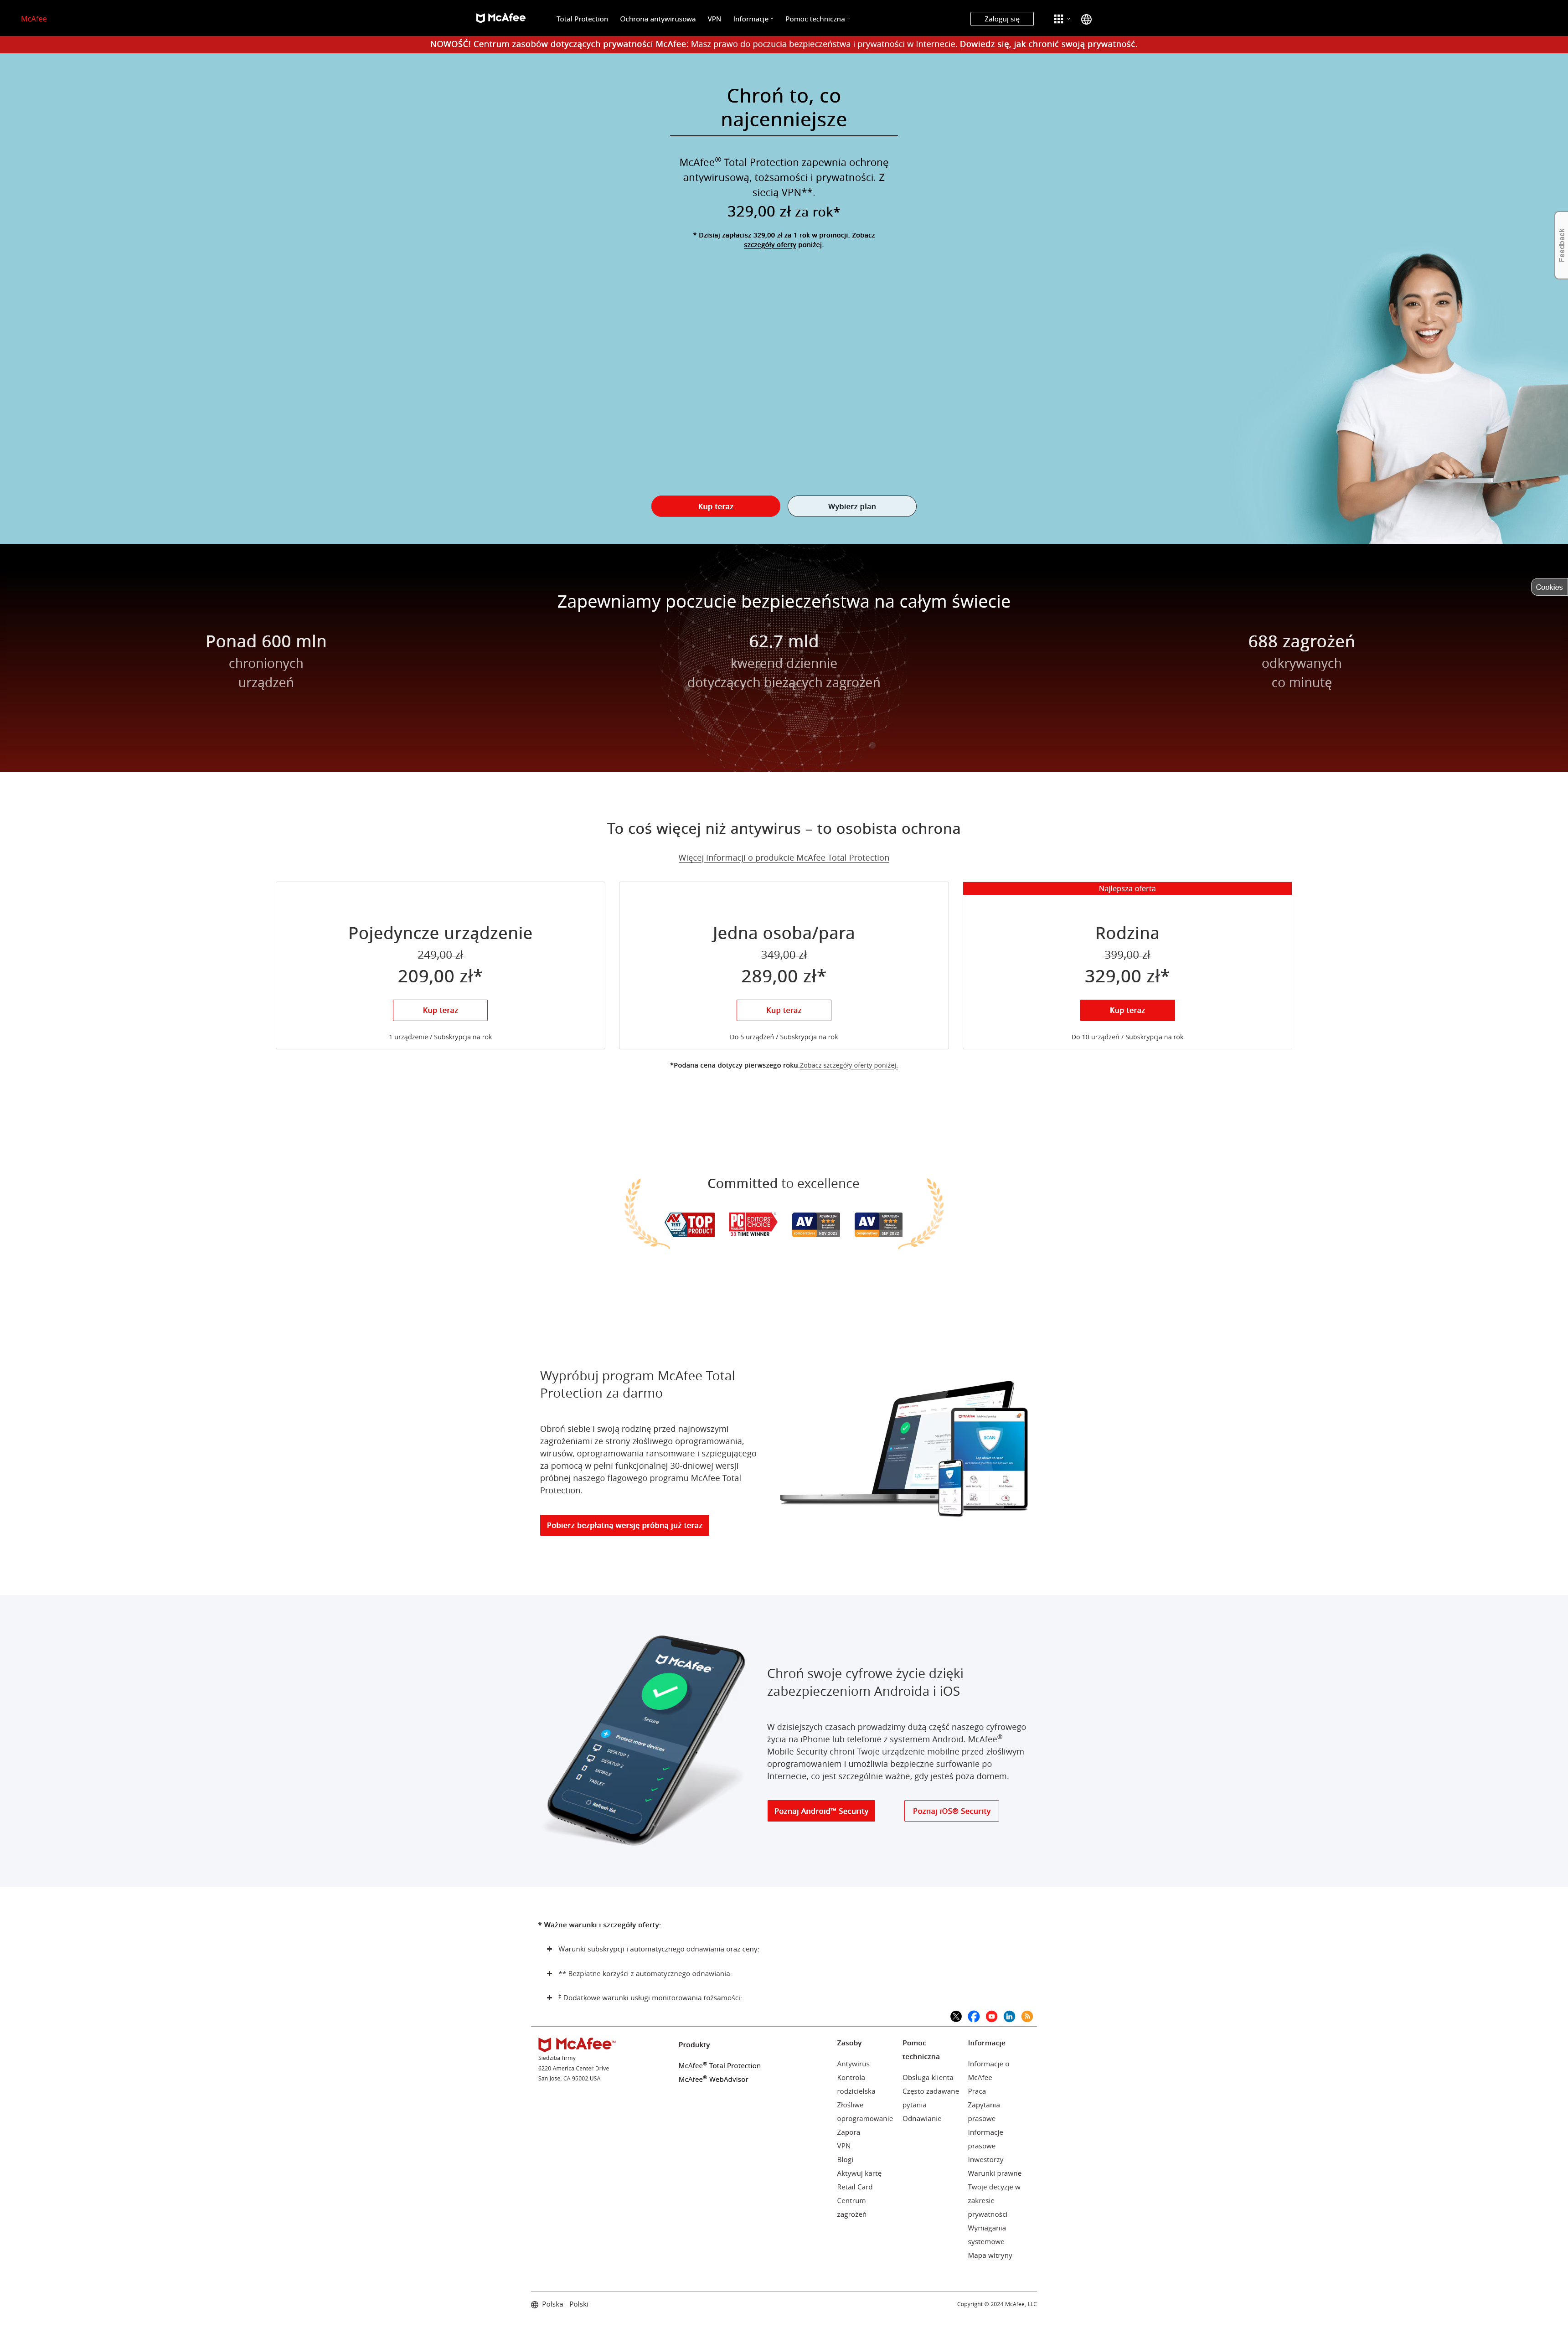 McAfee
McAfee
Total Protection
Ochrona antywirusowa
VPN
Informacje
Pomoc techniczna
Zaloguj się
NOWOŚĆ! Centrum zasobów dotyczących prywatności McAfee: Masz prawo do poczucia bezpieczeństwa i prywatności w Internecie. Dowiedz się, jak chronić swoją prywatność.
Chroń to, co
najcenniejsze
McAfee® Total Protection zapewnia ochronę
antywirusową, tożsamości i prywatności. Z
siecią VPN**.
329,00 zł za rok*
* Dzisiaj zapłacisz 329,00 zł za 1 rok w promocji. Zobacz
szczegóły oferty poniżej.
Feedback
Kup teraz
Wybierz plan
Cookies
Zapewniamy poczucie bezpieczeństwa na całym świecie
Ponad 600 mln
chronionych
urządzeń
62.7 mld
kwerend dziennie
dotyczących bieżących zagrożeń
688 zagrożeń
odkrywanych
co minutę
To coś więcej niż antywirus – to osobista ochrona
Więcej informacji o produkcie McAfee Total Protection
Pojedyncze urządzenie
249,00 zł
209,00 zł*
Kup teraz
1 urządzenie / Subskrypcja na rok
Jedna osoba/para
349,00 zł
289,00 zł*
Kup teraz
Do 5 urządzeń / Subskrypcja na rok
Najlepsza oferta
Rodzina
399,00 zł
329,00 zł*
Kup teraz
Do 10 urządzeń / Subskrypcja na rok
*Podana cena dotyczy pierwszego roku.Zobacz szczegóły oferty poniżej.
Committed to excellence
AV TEST TOP PRODUCT
PC EDITORS' CHOICE
33 TIME WINNER
AV ADVANCED+ NOV 2022
AV ADVANCED+ SEP 2022
Wypróbuj program McAfee Total
Protection za darmo
Obroń siebie i swoją rodzinę przed najnowszymi
zagrożeniami ze strony złośliwego oprogramowania,
wirusów, oprogramowania ransomware i szpiegującego
za pomocą w pełni funkcjonalnej 30-dniowej wersji
próbnej naszego flagowego programu McAfee Total
Protection.
Pobierz bezpłatną wersję próbną już teraz
SCAN
McAfee
Secure
Protect more devices
DESKTOP 1
DESKTOP 2
MOBILE
TABLET
Refresh list
Chroń swoje cyfrowe życie dzięki
zabezpieczeniom Androida i iOS
W dzisiejszych czasach prowadzimy dużą część naszego cyfrowego
życia na iPhonie lub telefonie z systemem Android. McAfee®
Mobile Security chroni Twoje urządzenie mobilne przed złośliwym
oprogramowaniem i umożliwia bezpieczne surfowanie po
Internecie, co jest szczególnie ważne, gdy jesteś poza domem.
Poznaj Android™ Security
Poznaj iOS® Security
* Ważne warunki i szczegóły oferty:
Warunki subskrypcji i automatycznego odnawiania oraz ceny:
** Bezpłatne korzyści z automatycznego odnawiania:
‡ Dodatkowe warunki usługi monitorowania tożsamości:
McAfee™
Siedziba firmy
6220 America Center Drive
San Jose, CA 95002 USA
Produkty
McAfee® Total Protection
McAfee® WebAdvisor
Zasoby
Antywirus
Kontrola
rodzicielska
Złośliwe
oprogramowanie
Zapora
VPN
Blogi
Aktywuj kartę
Retail Card
Centrum
zagrożeń
Pomoc
techniczna
Obsługa klienta
Często zadawane
pytania
Odnawianie
Informacje
Informacje o
McAfee
Praca
Zapytania
prasowe
Informacje
prasowe
Inwestorzy
Warunki prawne
Twoje decyzje w
zakresie
prywatności
Wymagania
systemowe
Mapa witryny
Polska - Polski
Copyright © 2024 McAfee, LLC